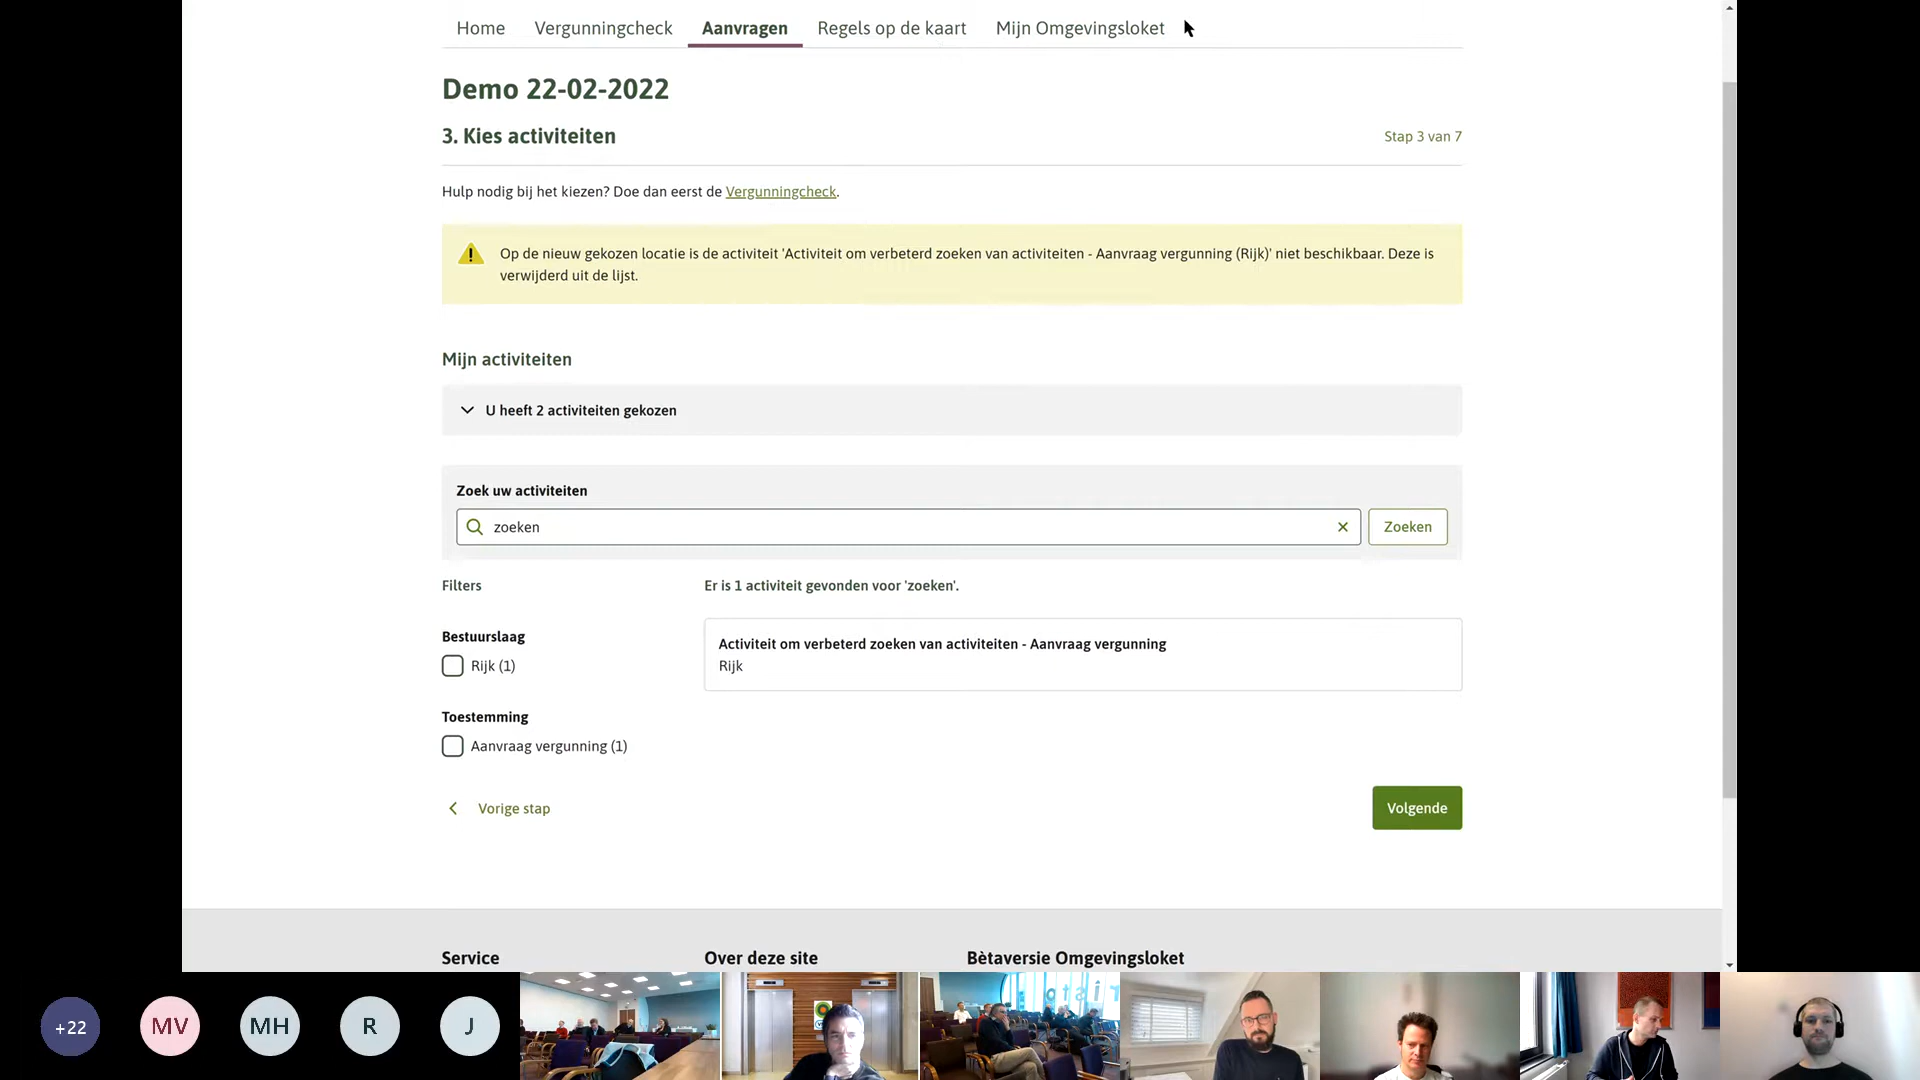 Home Vergunningcheck Aanvragen Regels op de kaart Mijn Omgevingsloket
Demo 22-02-2022
3. Kies activiteiten
Stap 3 van 7
Hulp nodig bij het kiezen? Doe dan eerst de Vergunningcheck.
Op de nieuw gekozen locatie is de activiteit 'Activiteit om verbeterd zoeken van activiteiten - Aanvraag vergunning (Rijk)' niet beschikbaar. Deze is
verwijderd uit de lijst.
Mijn activiteiten
U heeft 2 activiteiten gekozen
Zoek uw activiteiten
zoeken
Zoeken
Filters
Er is 1 activiteit gevonden voor 'zoeken'.
Bestuurslaag
Rijk (1)
Activiteit om verbeterd zoeken van activiteiten - Aanvraag vergunning
Rijk
Toestemming
Aanvraag vergunning (1)
Vorige stap
Volgende
Service Over deze site Bètaversie Omgevingsloket
+22 MV MH R J